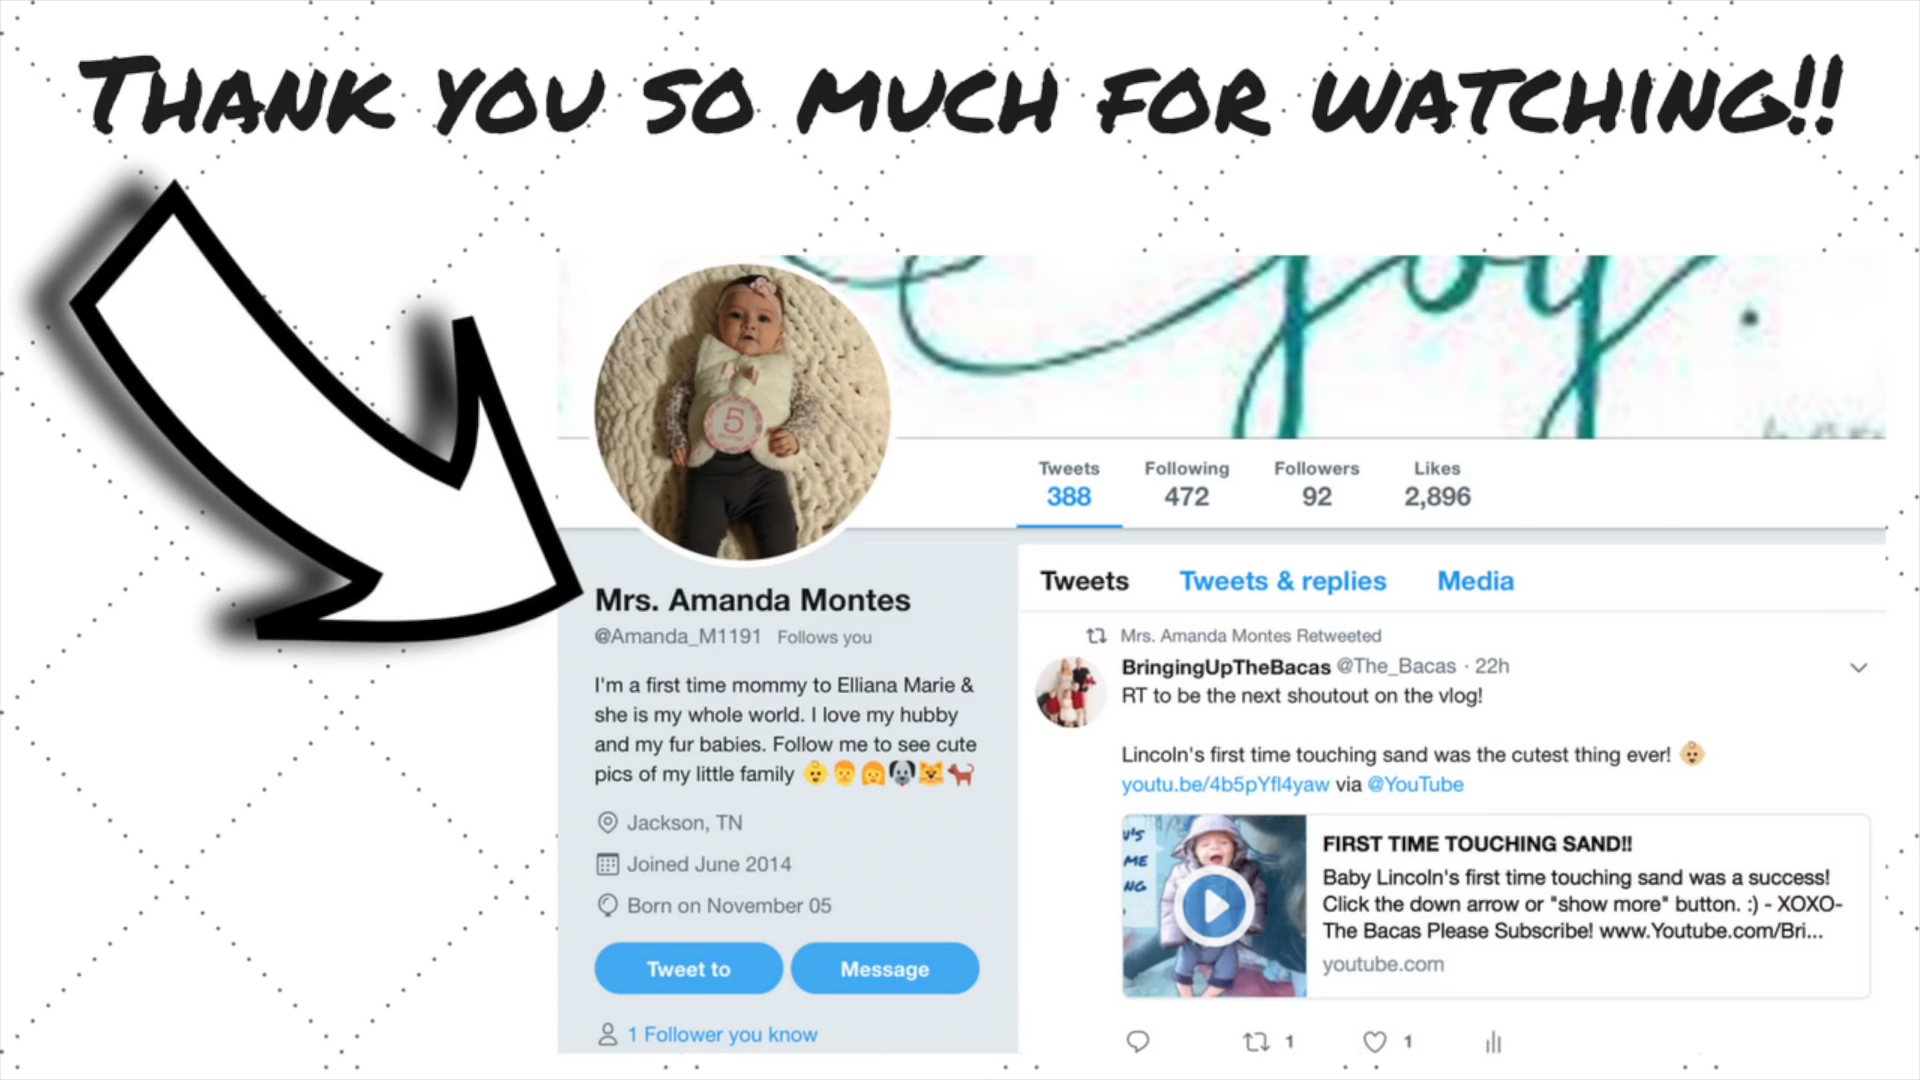 THANK YOU SO MUCH FOR WATCHING!!
joy.
5
Tweets Following Followers Likes
388 472 92 2,896
Mrs. Amanda Montes
@Amanda_M1191 Follows you
I'm a first time mommy to Elliana Marie &
she is my whole world. I love my hubby
and my fur babies. Follow me to see cute
pics of my little family 👶👨👩🐶🐱🐕
Jackson, TN
Joined June 2014
Born on November 05
Tweet to Message
1 Follower you know
Tweets Tweets & replies Media
Mrs. Amanda Montes Retweeted
BringingUpTheBacas @The_Bacas · 22h
RT to be the next shoutout on the vlog!
Lincoln's first time touching sand was the cutest thing ever! 👶
youtu.be/4b5pYfl4yaw via @YouTube
U'S
ME
NG
FIRST TIME TOUCHING SAND!!
Baby Lincoln's first time touching sand was a success!
Click the down arrow or "show more" button. :) - XOXO-
The Bacas Please Subscribe! www.Youtube.com/Bri...
youtube.com
1 1